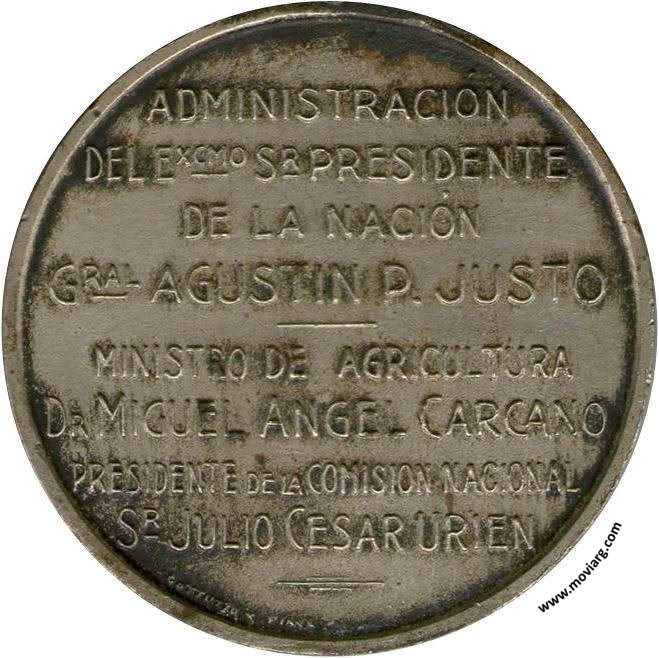 ADMINISTRACION
DEL EXCMO SR PRESIDENTE
DE LA NACIÓN
GRAL AGUSTIN P. JUSTO
MINISTRO DE AGRICULTURA
DR MIGUEL ANGEL CARCANO
PRESIDENTE DE LA COMISION NACIONAL
SR JULIO CESAR URIEN
www.moviarg.com